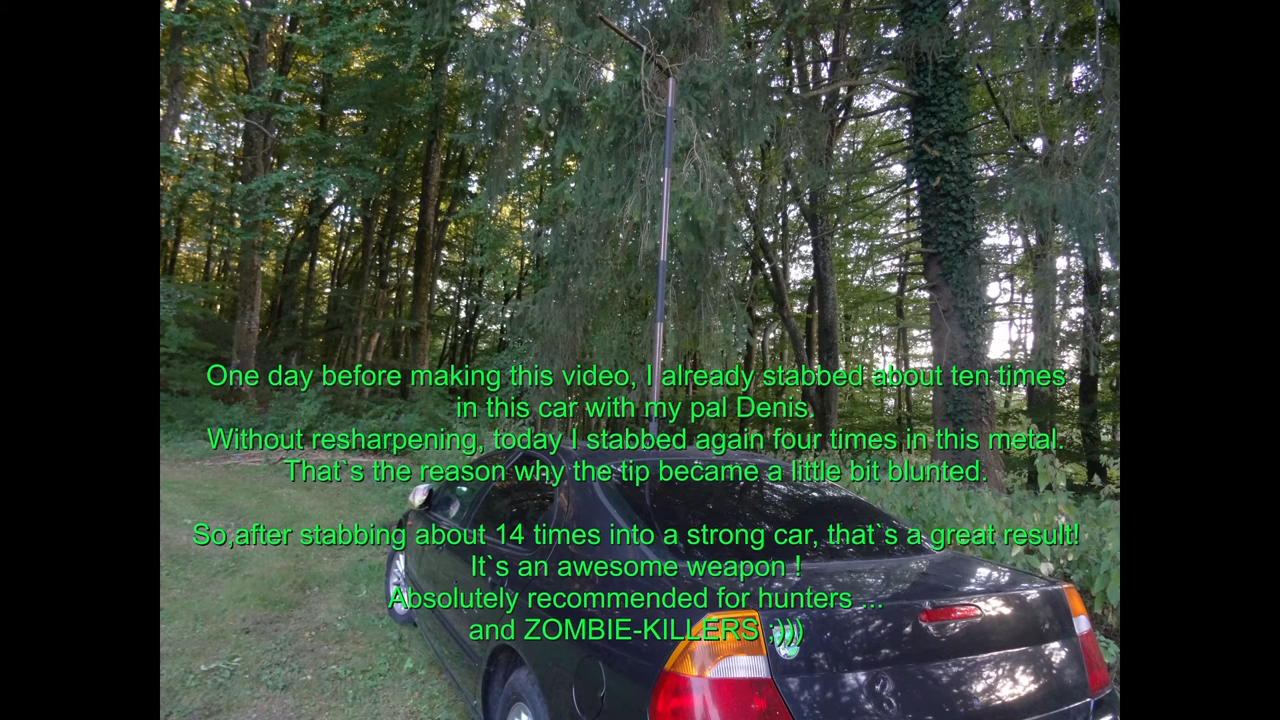 One day before making this video, I already stabbed about ten times
in this car with my pal Denis.
Without resharpening, today I stabbed again four times in this metal.
That`s the reason why the tip became a little bit blunted.
So,after stabbing about 14 times into a strong car, that`s a great result!
It`s an awesome weapon !
Absolutely recommended for hunters ...
and ZOMBIE-KILLERS ;)))